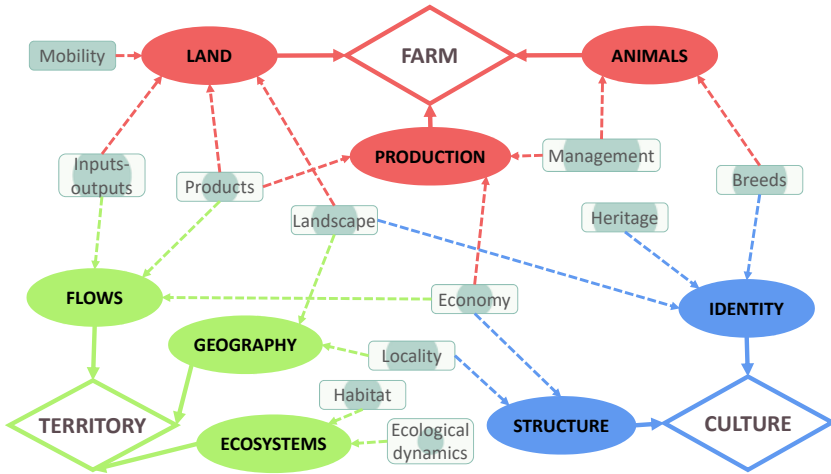 Mobility
LAND
FARM
ANIMALS
PRODUCTION
Management
Inputs-
outputs
Products
Breeds
Landscape
Heritage
FLOWS
Economy
IDENTITY
GEOGRAPHY
Locality
Habitat
TERRITORY
ECOSYSTEMS
Ecological
dynamics
STRUCTURE
CULTURE